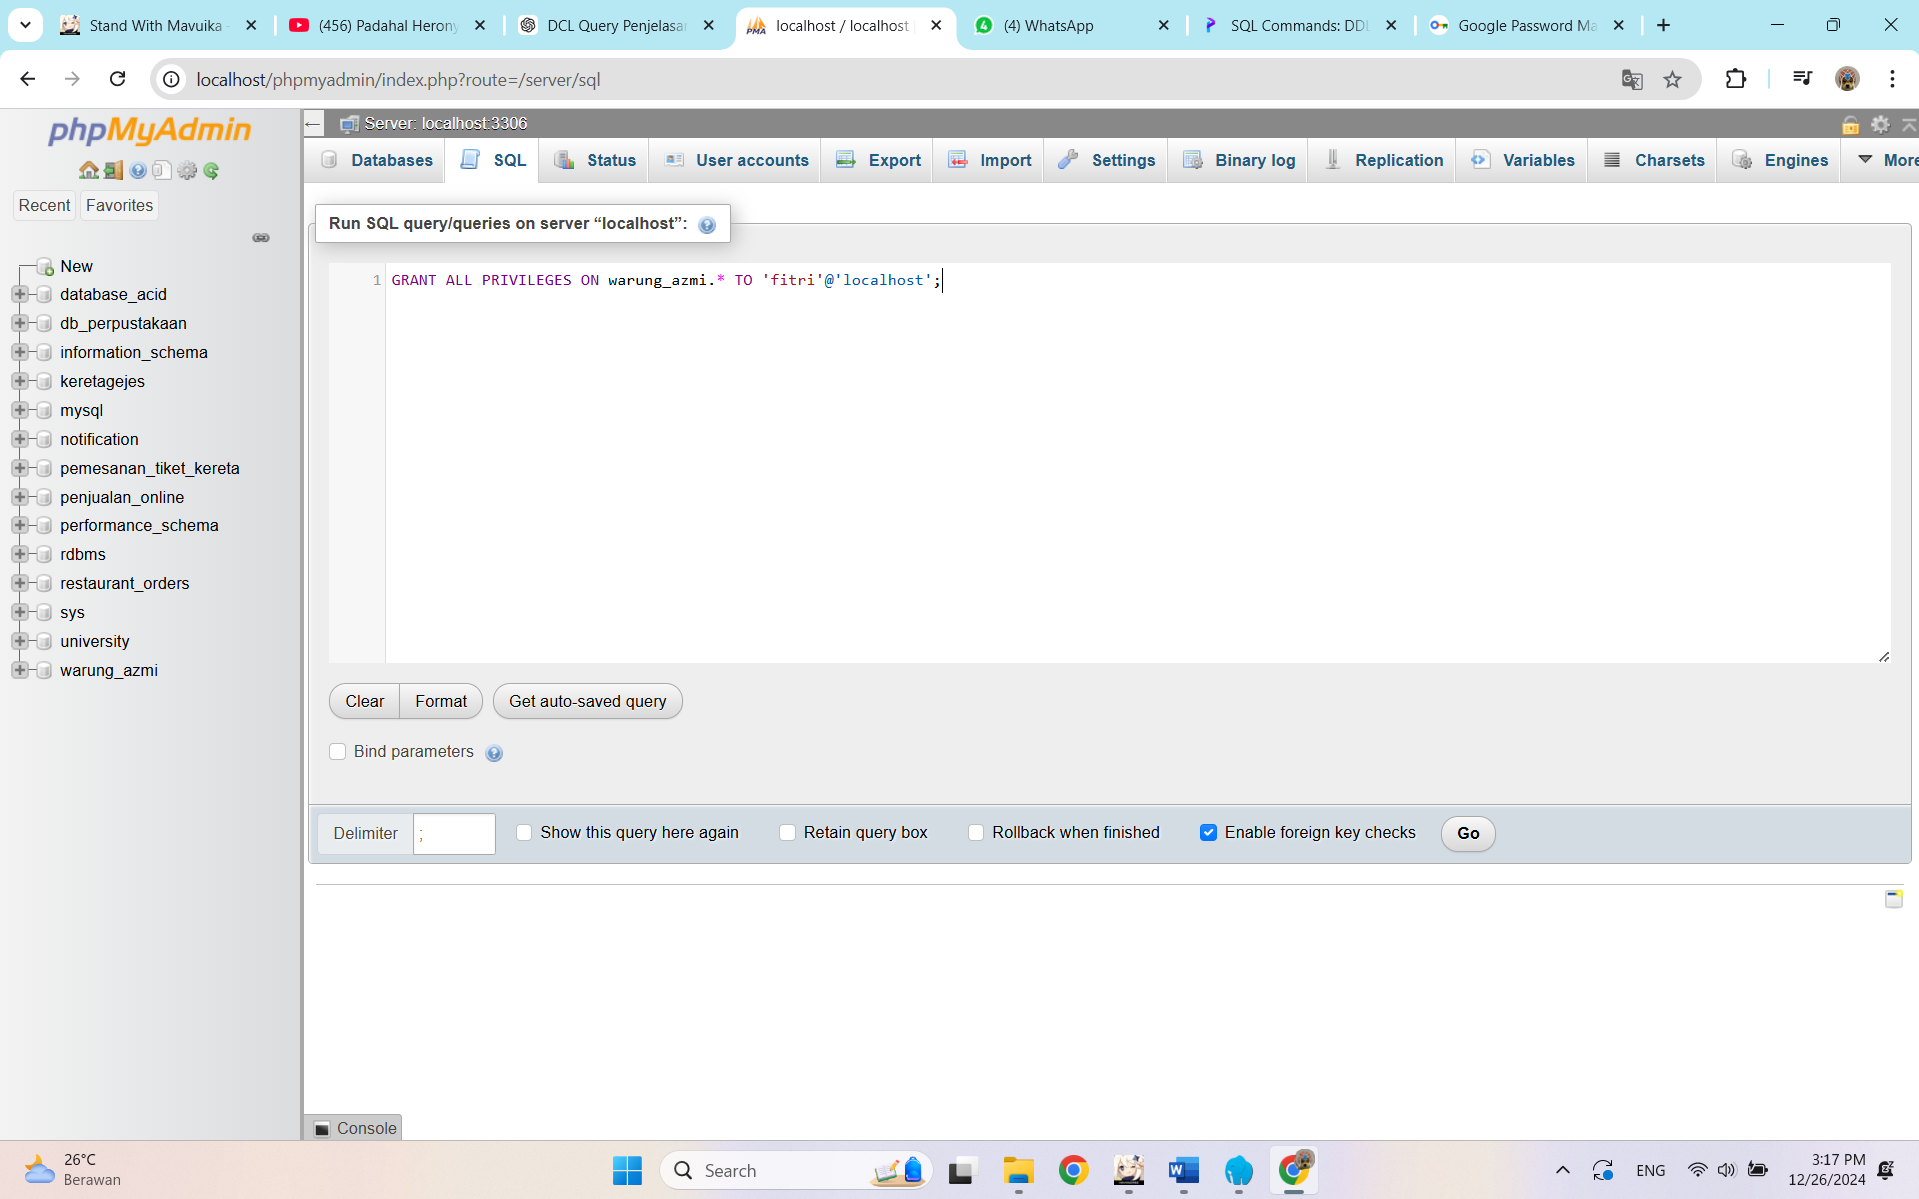 Stand With Mavuika
(456) Padahal Herony
DCL Query Penjelasa
localhost / localhost
(4) WhatsApp
SQL Commands: DDL
Google Password Ma
localhost/phpmyadmin/index.php?route=/server/sql
phpMyAdmin
Recent
Favorites
New
database_acid
db_perpustakaan
information_schema
keretagejes
mysql
notification
pemesanan_tiket_kereta
penjualan_online
performance_schema
rdbms
restaurant_orders
sys
university
warung_azmi
Server: localhost:3306
Databases
SQL
Status
User accounts
Export
Import
Settings
Binary log
Replication
Variables
Charsets
Engines
More
Run SQL query/queries on server “localhost”:
1 GRANT ALL PRIVILEGES ON warung_azmi.* TO 'fitri'@'localhost';
Clear
Format
Get auto-saved query
Bind parameters
Delimiter ;
Show this query here again
Retain query box
Rollback when finished
Enable foreign key checks
Go
Console
26°C
Berawan
Search
ENG
3:17 PM
12/26/2024